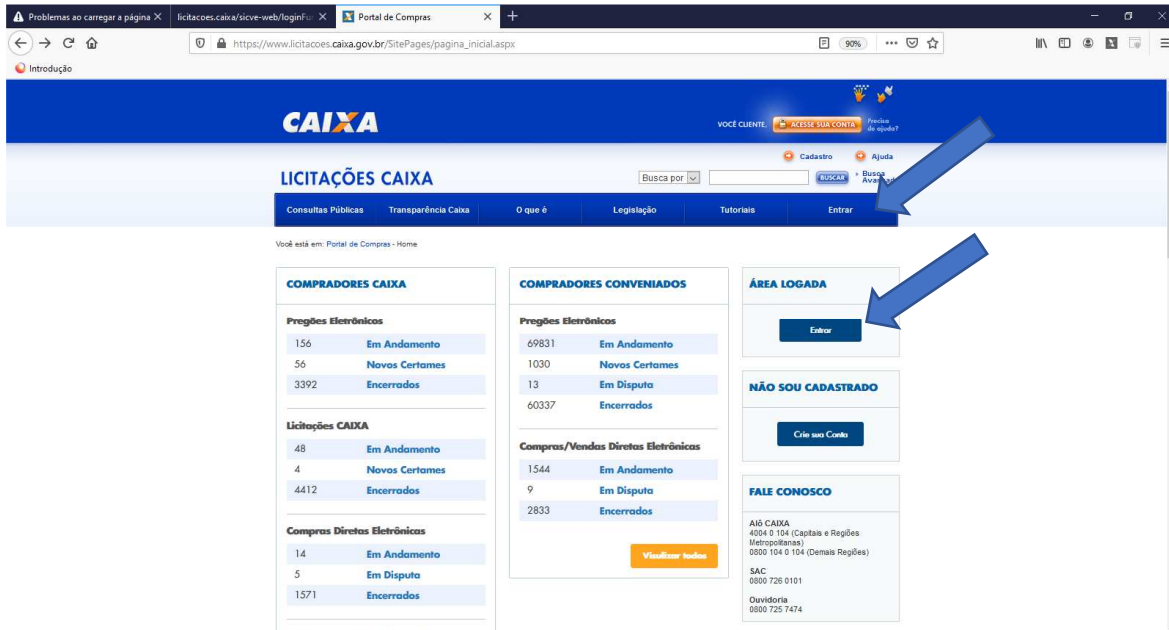 Problemas ao carregar a página
licitacoes.caixa/sicve-web/loginFu
Portal de Compras
https://www.licitacoes.caixa.gov.br/SitePages/pagina_inicial.aspx
90%
Introdução
CAIXA
VOCÊ CLIENTE,
ACESSE SUA CONTA
Precisa
de ajuda?
Cadastro
Ajuda
LICITAÇÕES CAIXA
Busca por
BUSCAR
Busca
Consultas Públicas
Transparência Caixa
O que è
Legislação
Tutoriais
Entrar
Você está em: Portal de Compras - Home
COMPRADORES CAIXA
Pregões Eletrônicos
156 Em Andamento
56 Novos Certames
3392 Encerrados
Licitações CAIXA
48 Em Andamento
4 Novos Certames
4412 Encerrados
Compras Diretas Eletrônicas
14 Em Andamento
5 Em Disputa
1571 Encerrados
COMPRADORES CONVENIADOS
Pregões Eletrônicos
69831 Em Andamento
1030 Novos Certames
13 Em Disputa
60337 Encerrados
Compras/Vendas Diretas Eletrônicas
1544 Em Andamento
9 Em Disputa
2833 Encerrados
Visulizar todos
ÁREA LOGADA
Entrar
NÃO SOU CADASTRADO
Crie sua Conta
FALE CONOSCO
Alô CAIXA
4004 0 104 (Capitais e Regiões
Metropolitanas)
0800 104 0 104 (Demais Regiões)
SAC
0800 726 0101
Ouvidoria
0800 725 7474